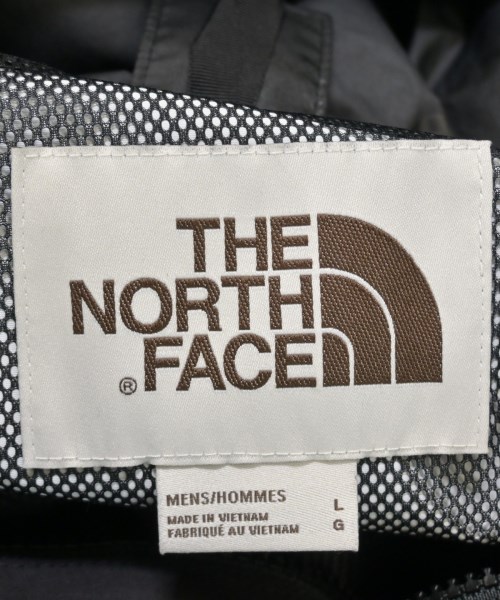 THE
NORTH
® FACE
MENS/HOMMES L
MADE IN VIETNAM G
FABRIQUÉ AU VIETNAM